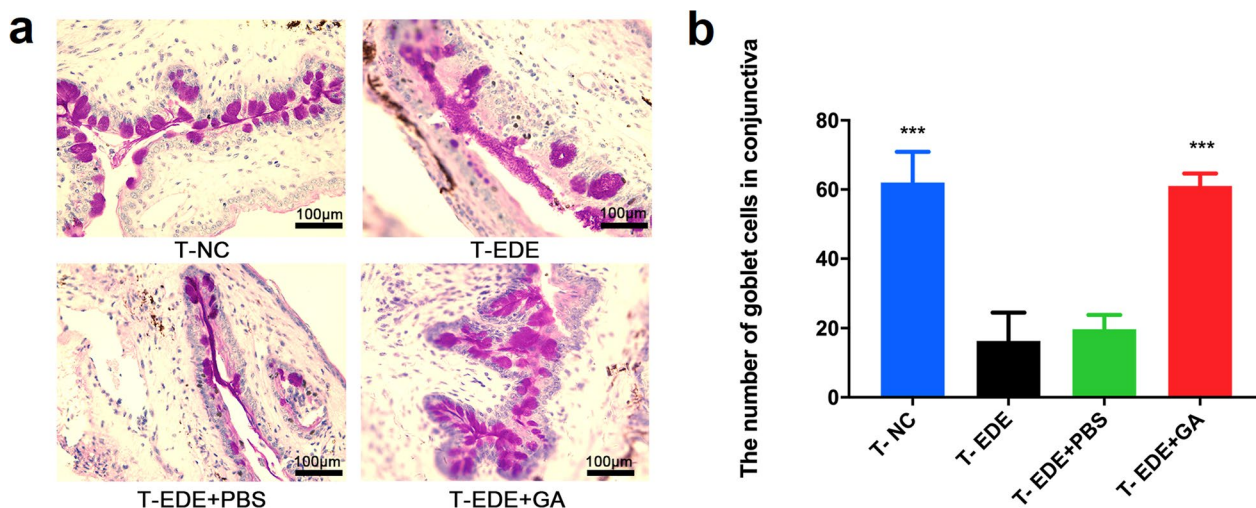 a
100μm
T-NC
100μm
T-EDE
100μm
T-EDE+PBS
100μm
T-EDE+GA
b
The number of goblet cells in conjunctiva
80
60
40
20
0
***
***
T- NC
T- EDE
T- EDE+PBS
T- EDE+GA